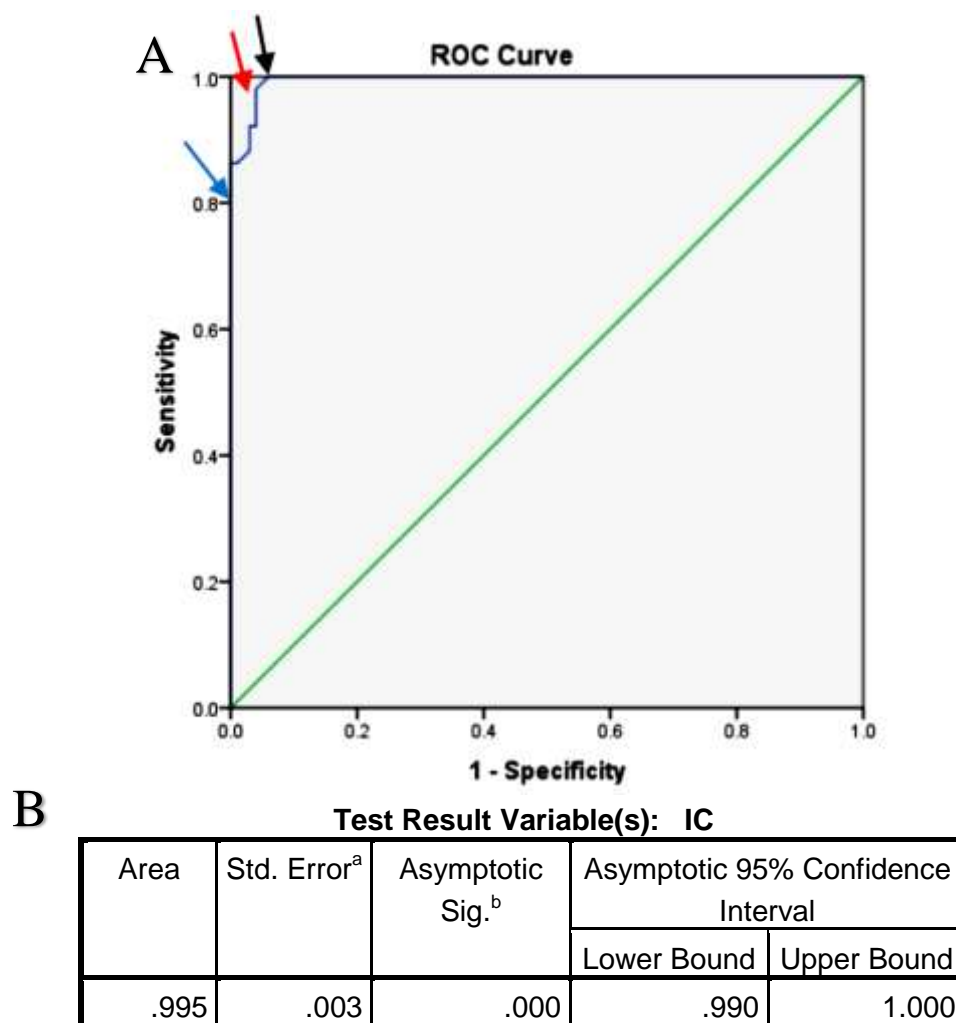 A
ROC Curve
1.0
0.8
0.6
0.4
0.2
0.0
Sensitivity
0.0 0.2 0.4 0.6 0.8 1.0
1 - Specificity
B
Test Result Variable(s): IC
Area Std. Errorᵃ Asymptotic Asymptotic 95% Confidence
Sig.ᵇ Interval
Lower Bound Upper Bound
.995 .003 .000 .990 1.000